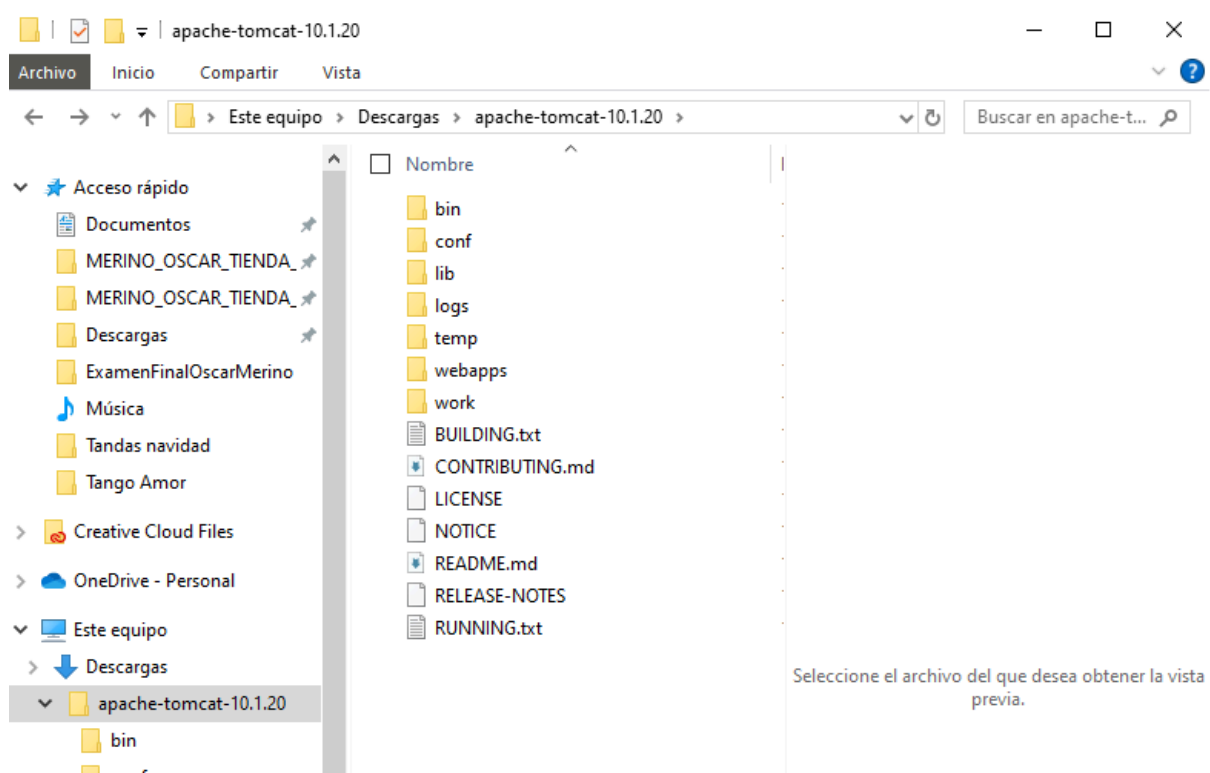 apache-tomcat-10.1.20
Archivo Inicio Compartir Vista
Este equipo Descargas apache-tomcat-10.1.20 Buscar en apache-t...
Acceso rápido
Documentos
MERINO_OSCAR_TIENDA_
MERINO_OSCAR_TIENDA_
Descargas
ExamenFinalOscarMerino
Música
Tandas navidad
Tango Amor
Creative Cloud Files
OneDrive - Personal
Este equipo
Descargas
apache-tomcat-10.1.20
bin
Nombre
bin
conf
lib
logs
temp
webapps
work
BUILDING.txt
CONTRIBUTING.md
LICENSE
NOTICE
README.md
RELEASE-NOTES
RUNNING.txt
Seleccione el archivo del que desea obtener la vista
previa.